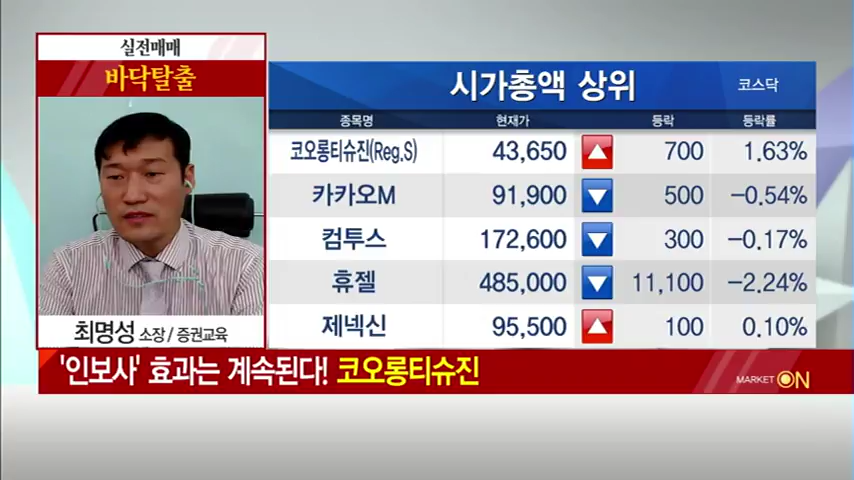 실전매매
바닥탈출
최명성 소장 / 증권교육
시가총액 상위 코스닥
종목명 현재가 등락 등락률
코오롱티슈진(Reg.S) 43,650 ▲ 700 1.63%
카카오M 91,900 ▼ 500 -0.54%
컴투스 172,600 ▼ 300 -0.17%
휴젤 485,000 ▼ 11,100 -2.24%
제넥신 95,500 ▲ 100 0.10%
'인보사' 효과는 계속된다! 코오롱티슈진
MARKET ON